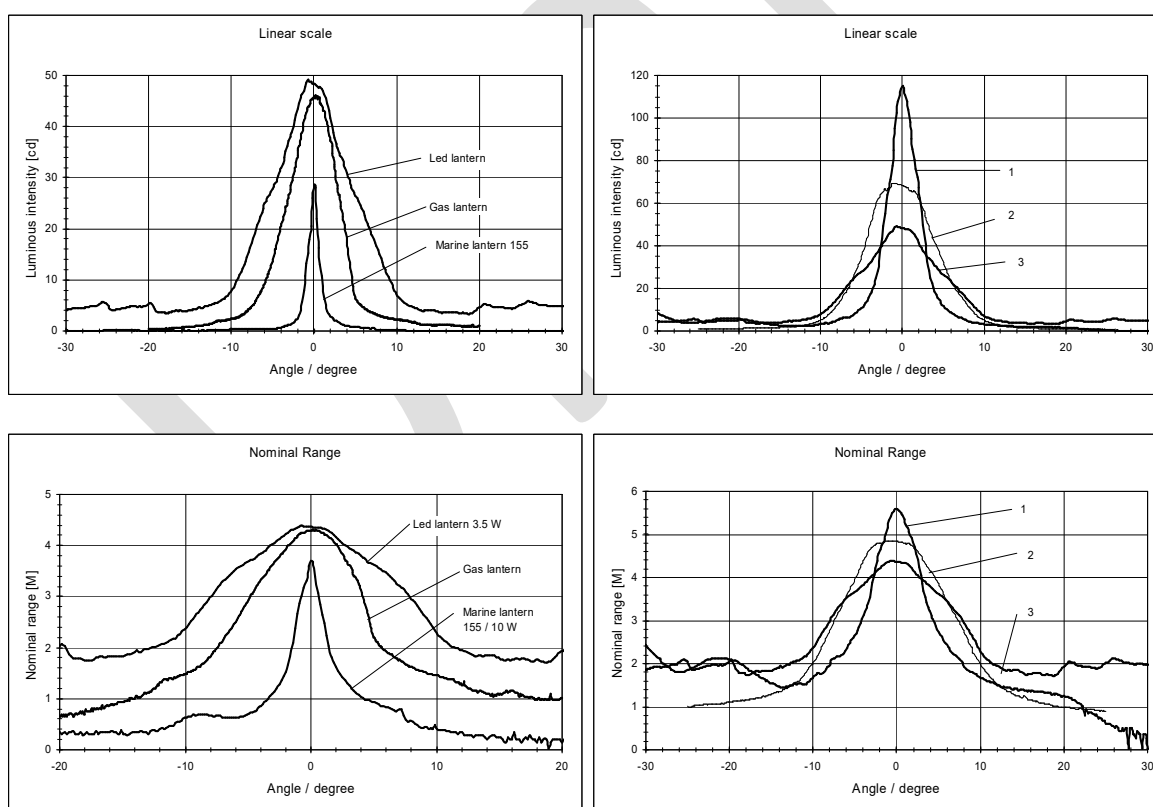 Linear scale
50
40
30
20
10
0
Luminous intensity [cd]
Led lantern
Gas lantern
Marine lantern 155
-30 -20 -10 0 10 20 30
Angle / degree
Linear scale
120
100
80
60
40
20
0
Luminous intensity [cd]
1
2
3
-30 -20 -10 0 10 20 30
Angle / degree
Nominal Range
5
4
3
2
1
0
Nominal range [M]
Led lantern 3.5 W
Gas lantern
Marine lantern
155 / 10 W
-20 -10 0 10 20
Angle / degree
Nominal Range
6
5
4
3
2
1
0
Nominal range [M]
1
2
3
-30 -20 -10 0 10 20 30
Angle / degree